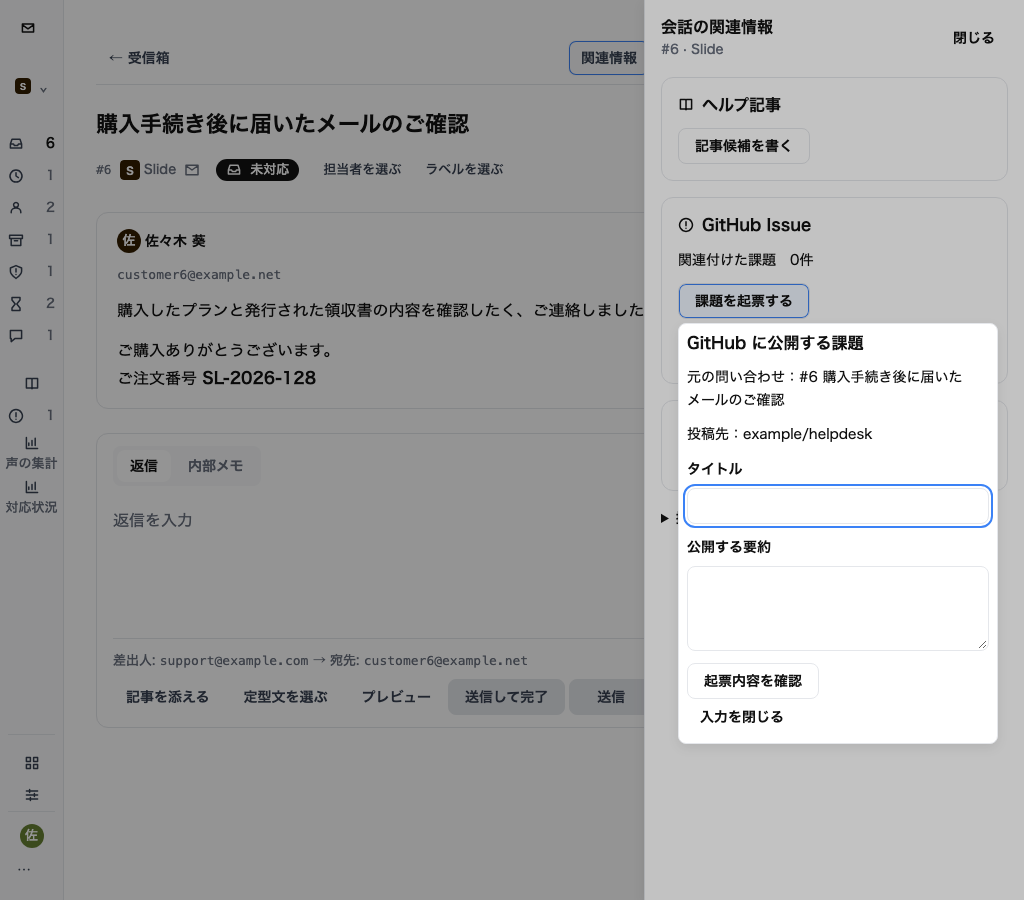 S
6
1
2
1
1
2
1
1
声の集計
対応状況
佐
…
← 受信箱
関連情報
購入手続き後に届いたメールのご確認
#6 S Slide 未対応 担当者を選ぶ ラベルを選ぶ
佐 佐々木 葵
customer6@example.net
購入したプランと発行された領収書の内容を確認したく、ご連絡しました
ご購入ありがとうございます。
ご注文番号 SL-2026-128
返信 内部メモ
返信を入力
差出人: support@example.com → 宛先: customer6@example.net
記事を添える 定型文を選ぶ プレビュー 送信して完了 送信
会話の関連情報
#6 · Slide
閉じる
ヘルプ記事
記事候補を書く
GitHub Issue
関連付けた課題 0件
課題を起票する
GitHub に公開する課題
元の問い合わせ：#6 購入手続き後に届いた
メールのご確認
投稿先：example/helpdesk
タイトル
公開する要約
起票内容を確認
入力を閉じる